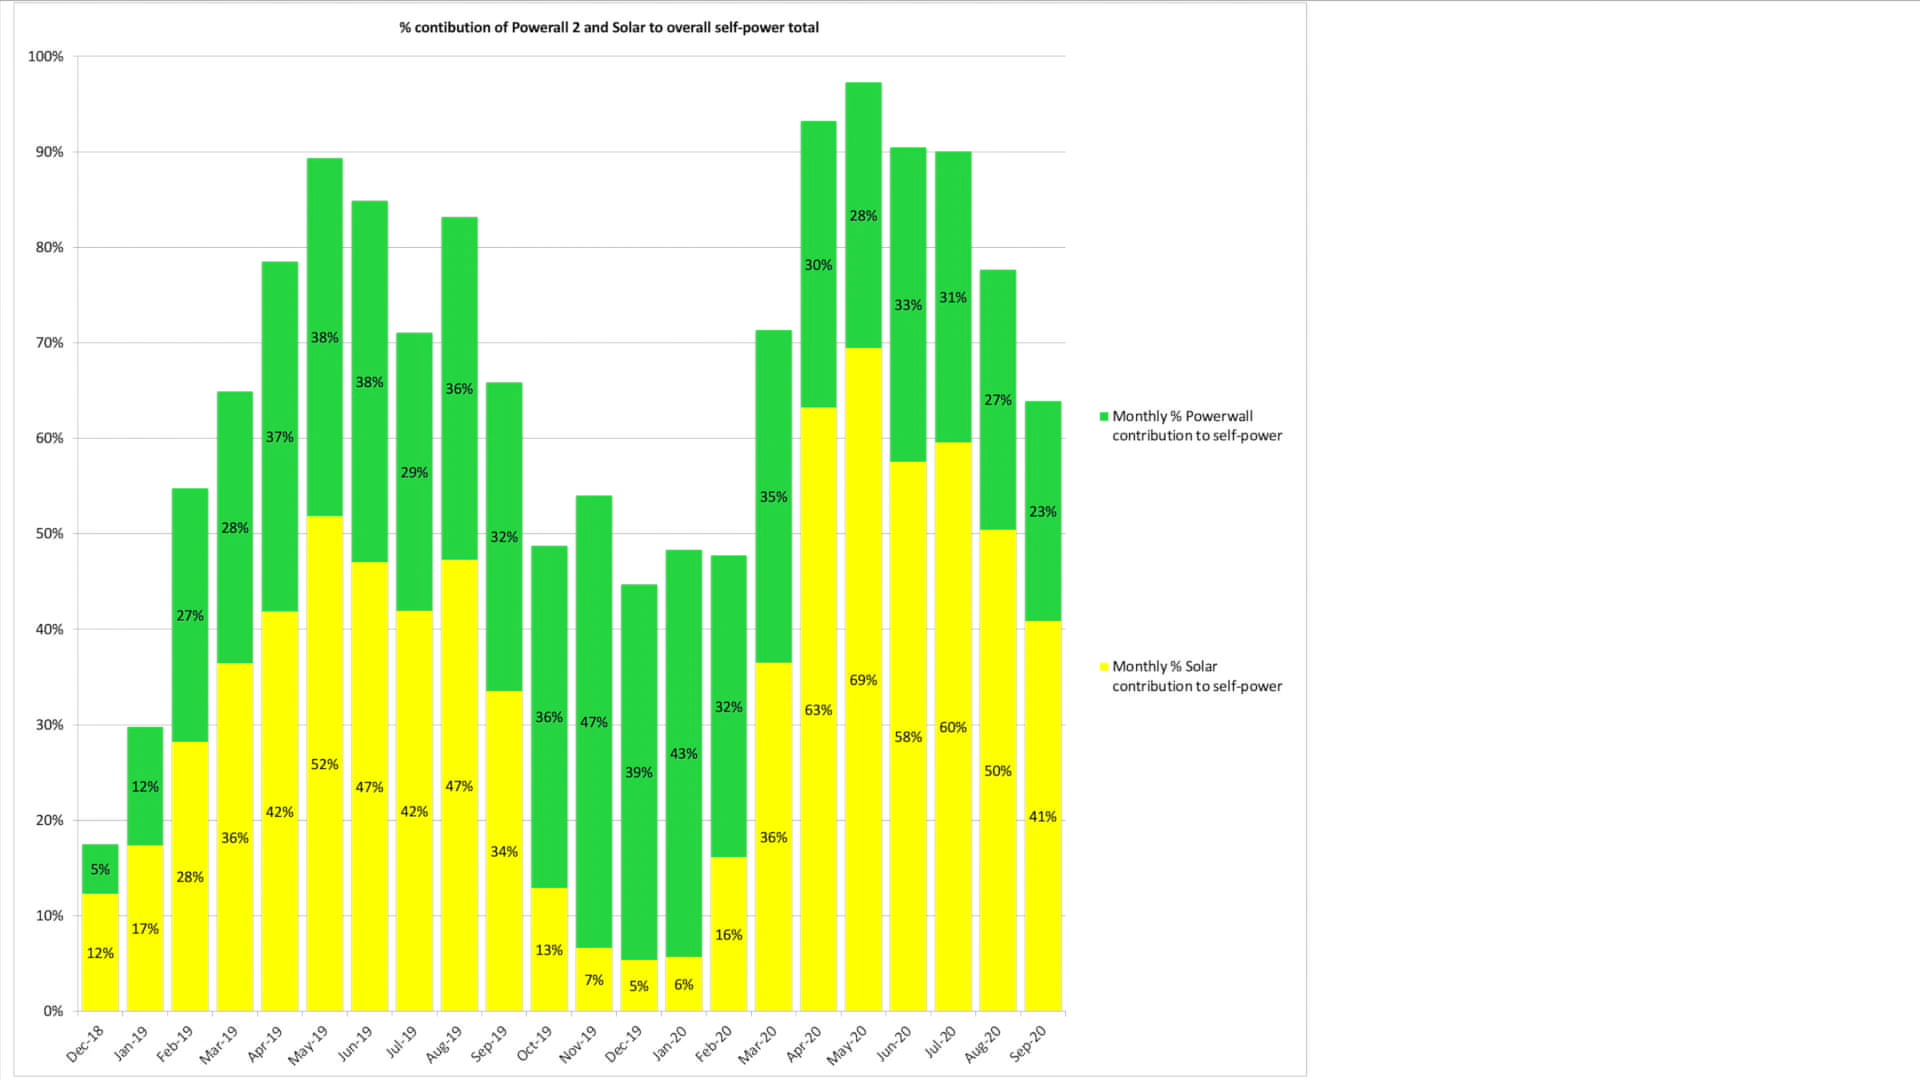 % contibution of Powerall 2 and Solar to overall self-power total
100%
90%
80%
70%
60%
50%
40%
30%
20%
10%
0%
5%
12%
12%
17%
27%
28%
28%
36%
37%
42%
38%
52%
38%
47%
29%
42%
36%
47%
32%
34%
36%
13%
47%
7%
39%
5%
43%
6%
32%
16%
35%
36%
30%
63%
28%
69%
33%
58%
31%
60%
27%
50%
23%
41%
Dec-18
Jan-19
Feb-19
Mar-19
Apr-19
May-19
Jun-19
Jul-19
Aug-19
Sep-19
Oct-19
Nov-19
Dec-19
Jan-20
Feb-20
Mar-20
Apr-20
May-20
Jun-20
Jul-20
Aug-20
Sep-20
Monthly % Powerwall
contribution to self-power
Monthly % Solar
contribution to self-power